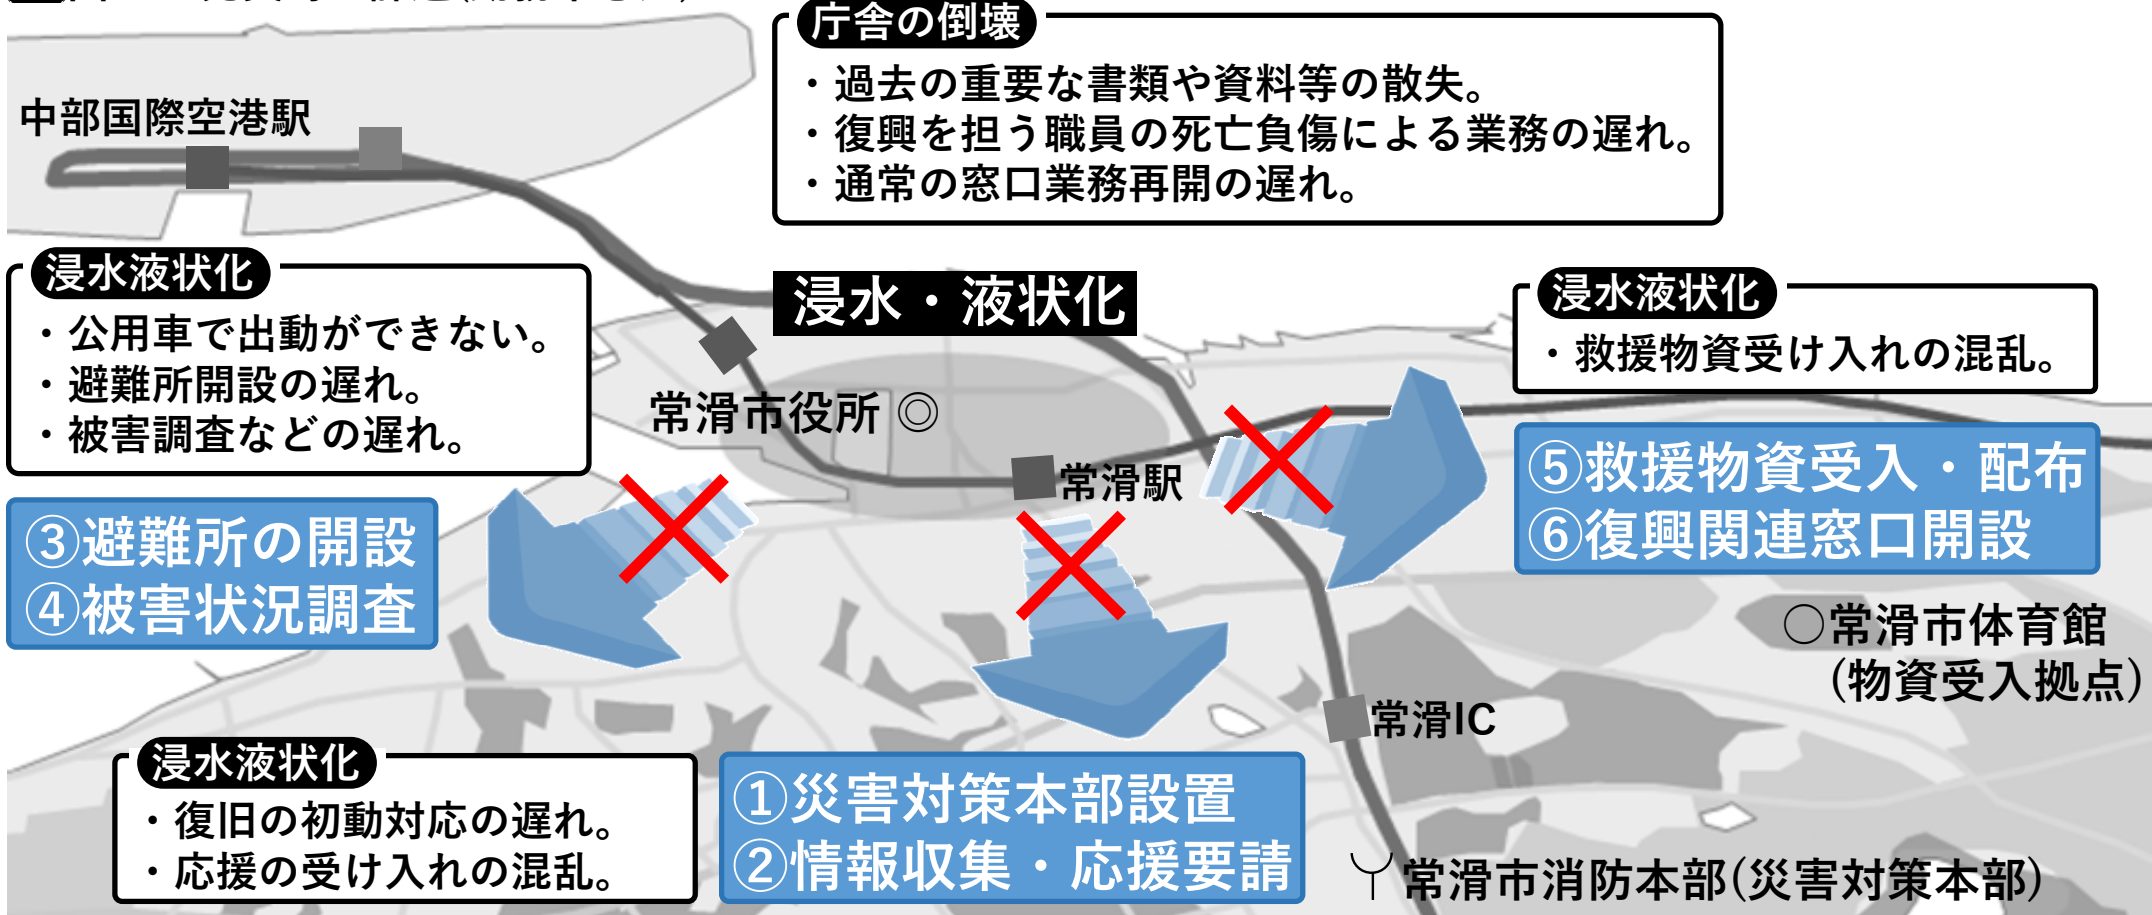 庁舎の倒壊
・過去の重要な書類や資料等の散失。
・復興を担う職員の死亡負傷による業務の遅れ。
・通常の窓口業務再開の遅れ。
中部国際空港駅
浸水液状化
・公用車で出動ができない。
・避難所開設の遅れ。
・被害調査などの遅れ。
浸水・液状化
浸水液状化
・救援物資受け入れの混乱。
常滑市役所 ◎
常滑駅
③避難所の開設
④被害状況調査
⑤救援物資受入・配布
⑥復興関連窓口開設
○常滑市体育館
(物資受入拠点)
常滑IC
浸水液状化
・復旧の初動対応の遅れ。
・応援の受け入れの混乱。
①災害対策本部設置
②情報収集・応援要請
常滑市消防本部(災害対策本部)